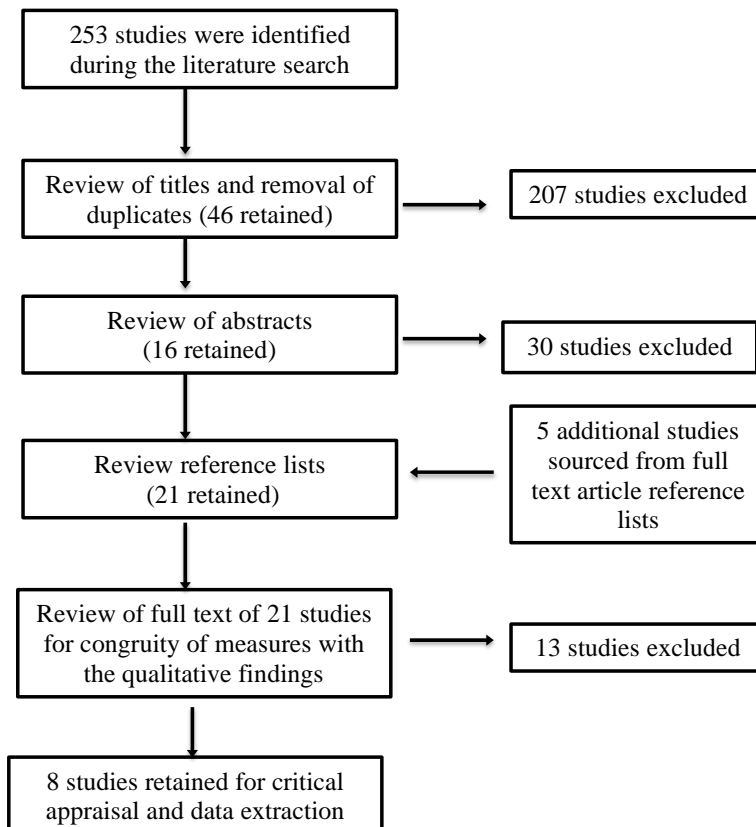 253 studies were identified
during the literature search
Review of titles and removal of
duplicates (46 retained)
207 studies excluded
Review of abstracts
(16 retained)
30 studies excluded
Review reference lists
(21 retained)
5 additional studies
sourced from full
text article reference
lists
Review of full text of 21 studies
for congruity of measures with
the qualitative findings
13 studies excluded
8 studies retained for critical
appraisal and data extraction